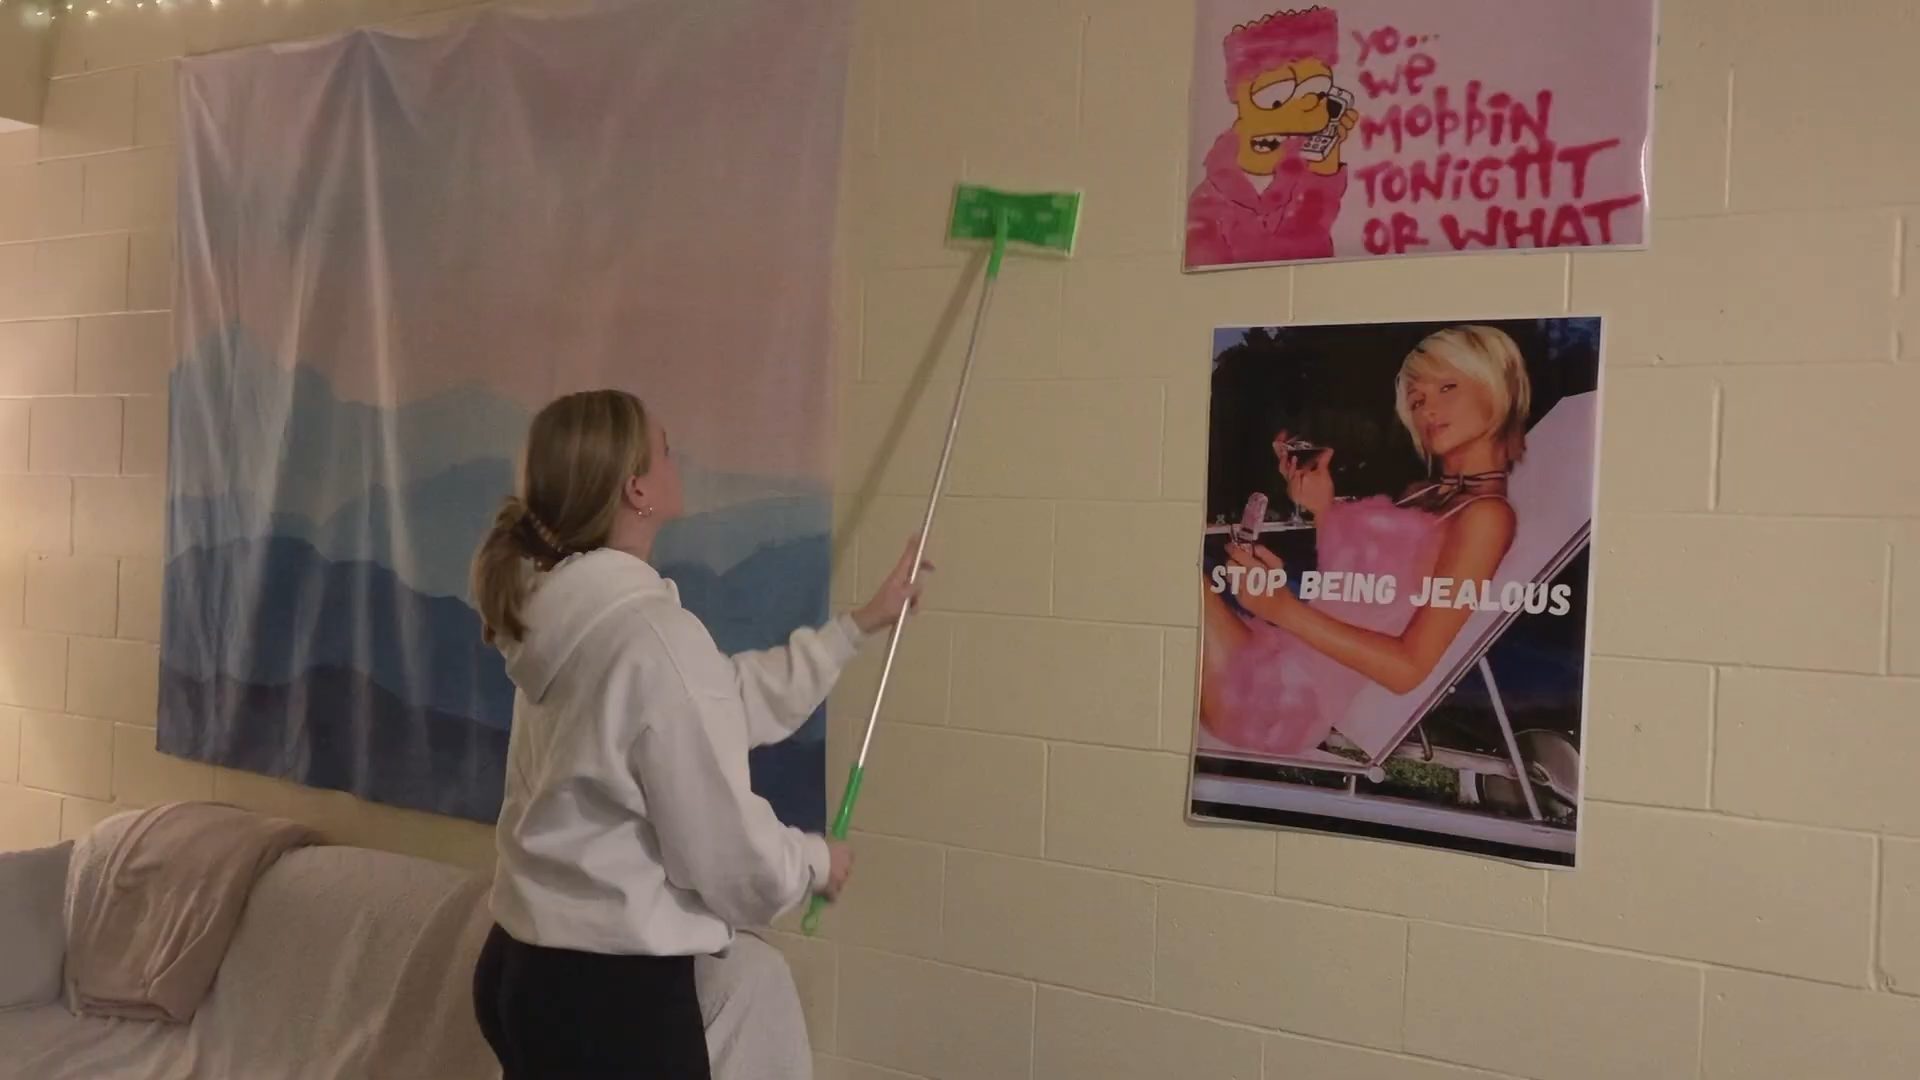 yo...
we
MOBBIN
TONIGHT
OR WHAT
STOP BEING JEALOUS